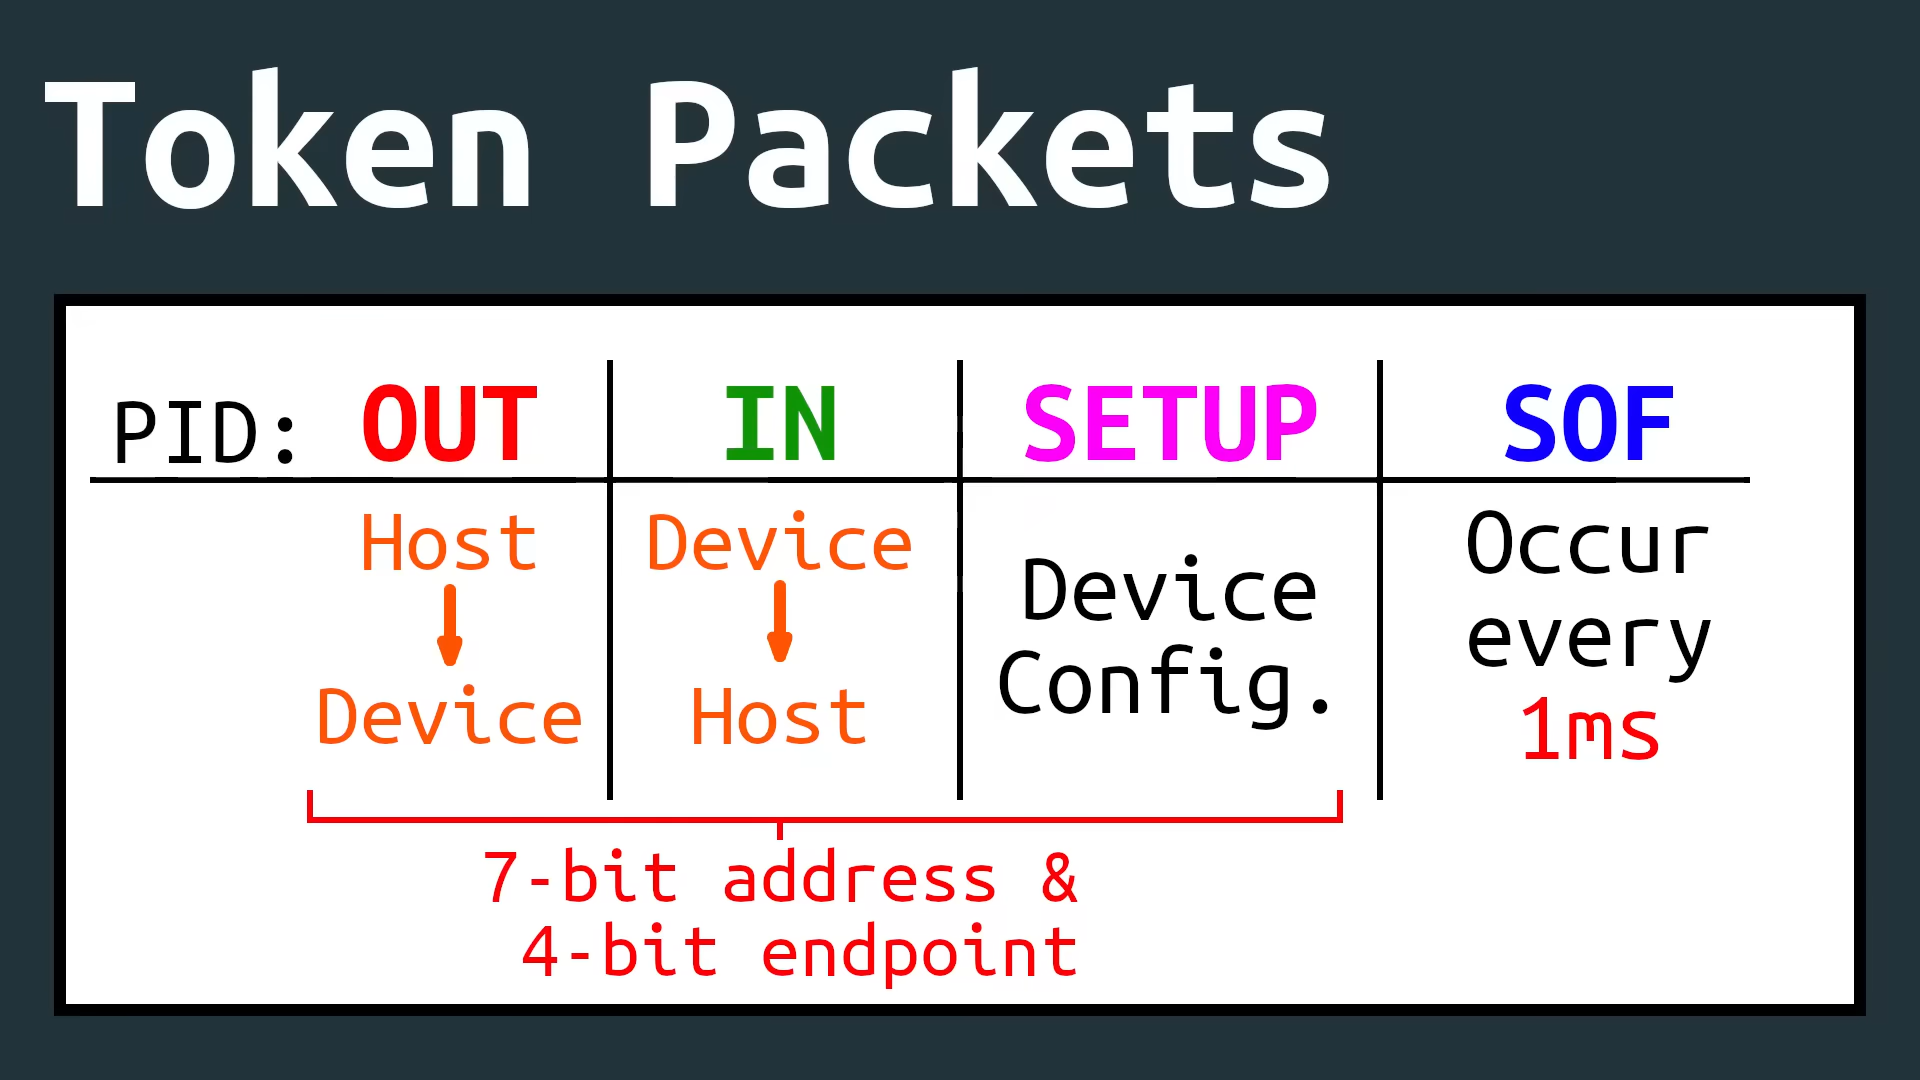 Token Packets
PID: OUT IN SETUP SOF
Host
Device
Device
Host
Device
Config.
Occur
every
1ms
7-bit address &
4-bit endpoint